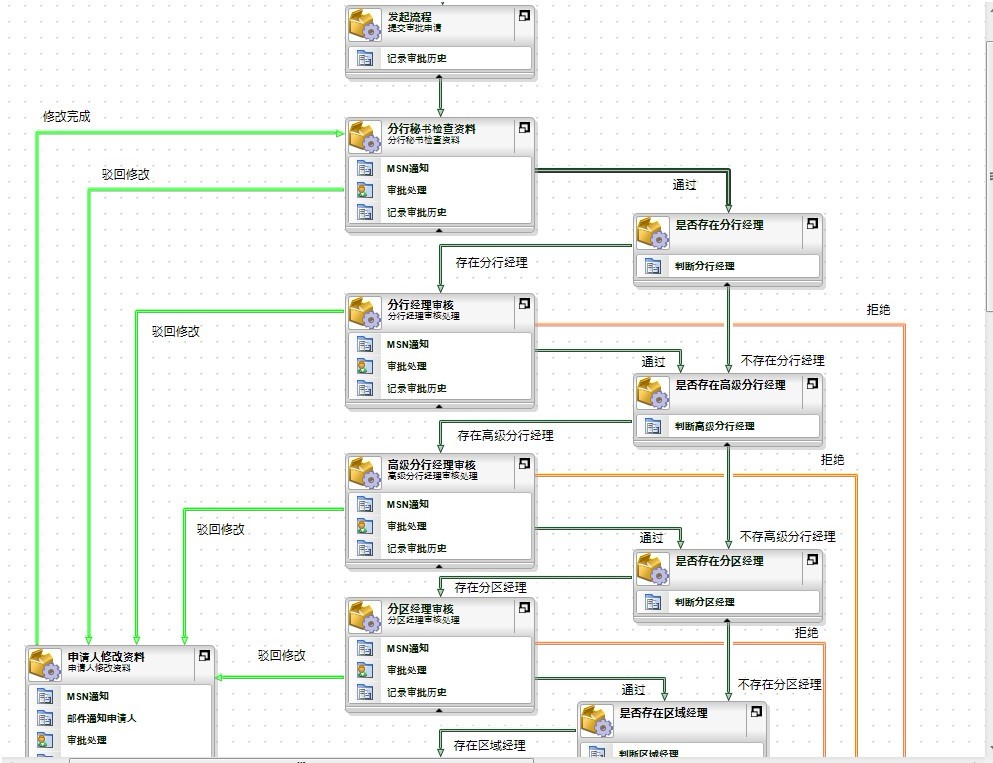 发起流程
提交审批申请
记录审批历史
修改完成
分行秘书检查资料
分行秘书检查资料
MSN通知
审批处理
记录审批历史
驳回修改
通过
是否存在分行经理
判断分行经理
存在分行经理
分行经理审核
分行经理审核处理
MSN通知
审批处理
记录审批历史
驳回修改
拒绝
通过
不存在分行经理
是否存在高级分行经理
判断高级分行经理
存在高级分行经理
高级分行经理审核
高级分行经理审核处理
MSN通知
审批处理
记录审批历史
驳回修改
拒绝
通过
不存高级分行经理
是否存在分区经理
判断分区经理
存在分区经理
分区经理审核
分区经理审核处理
MSN通知
审批处理
记录审批历史
驳回修改
拒绝
通过
不存在分区经理
申请人修改资料
申请人修改资料
MSN通知
邮件通知申请人
审批处理
是否存在区域经理
判断区域经理
存在区域经理